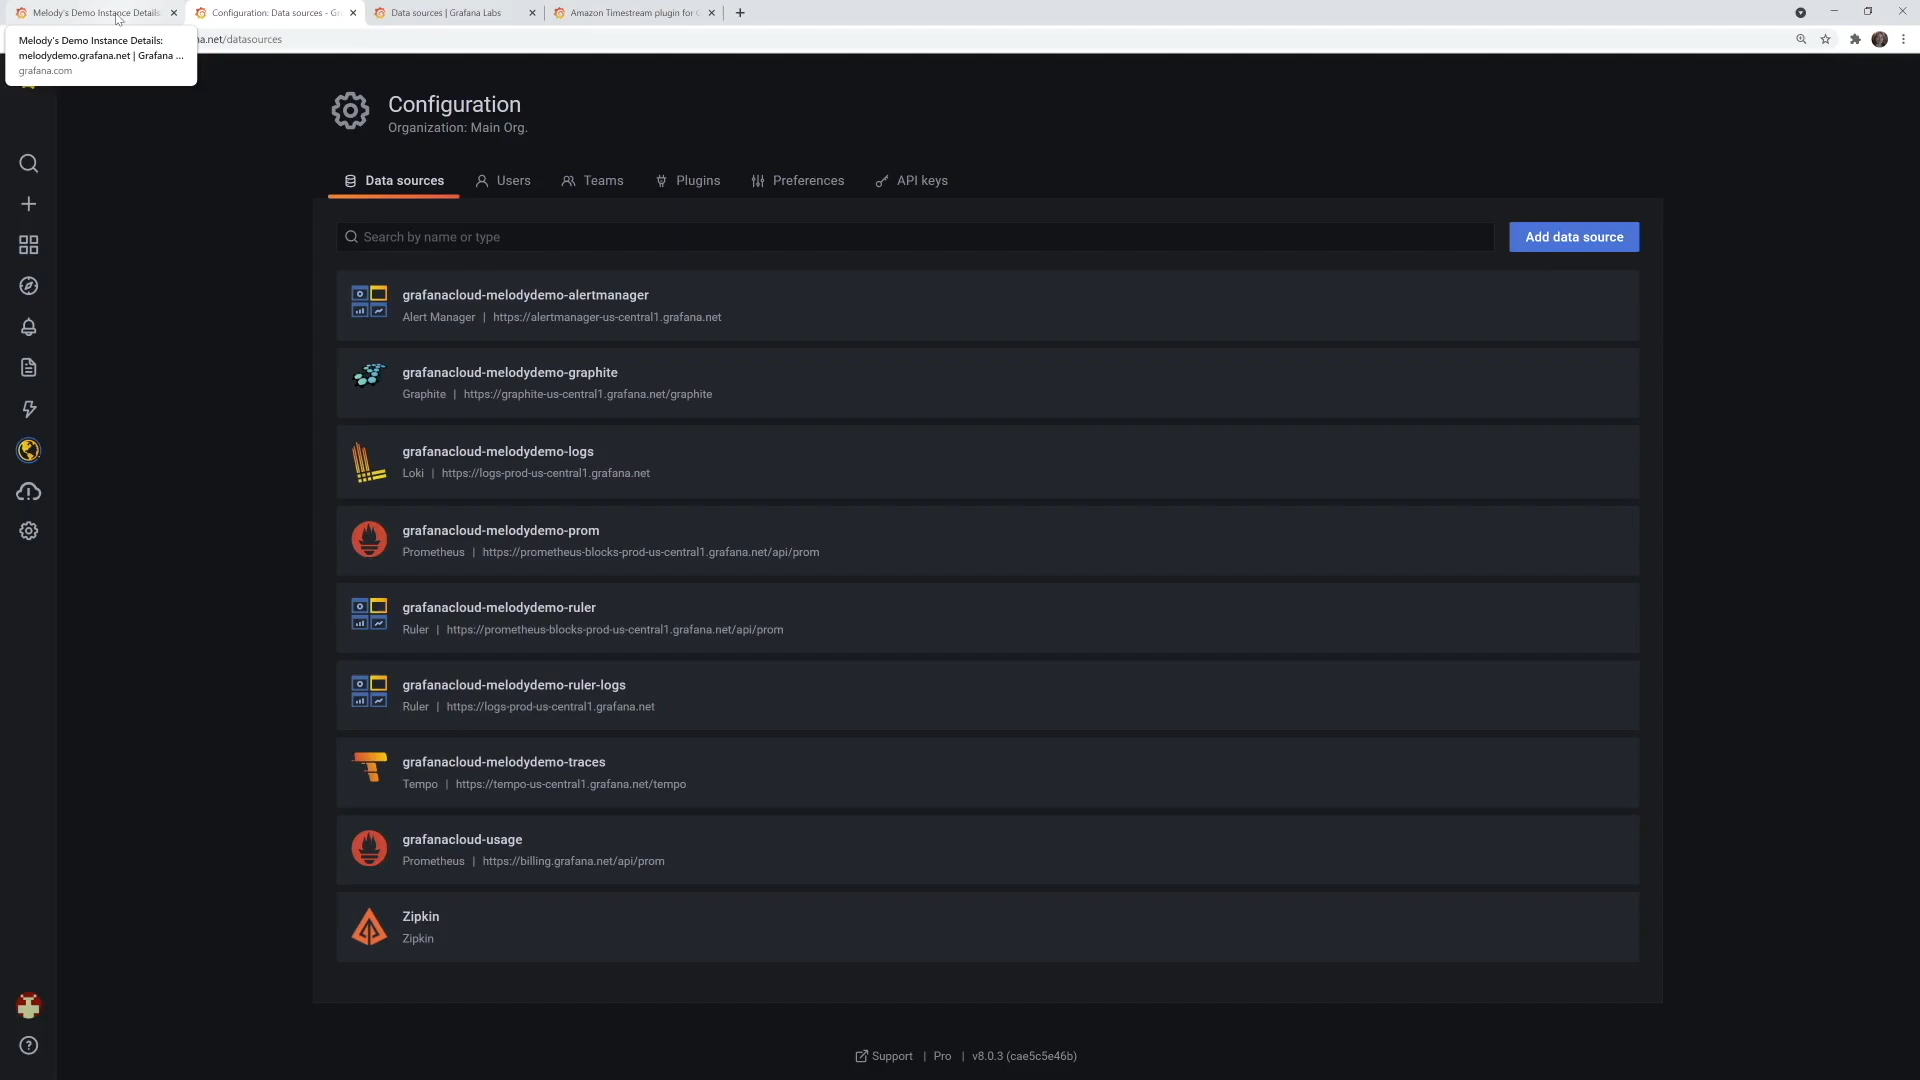 Melody's Demo Instance Details:
Configuration: Data sources - Gr
Data sources | Grafana Labs
Amazon Timestream plugin for G
Melody's Demo Instance Details:
melodydemo.grafana.net | Grafana ...
grafana.com
na.net/datasources
Configuration
Organization: Main Org.
Data sources
Users
Teams
Plugins
Preferences
API keys
Search by name or type
Add data source
grafanacloud-melodydemo-alertmanager
Alert Manager | https://alertmanager-us-central1.grafana.net
grafanacloud-melodydemo-graphite
Graphite | https://graphite-us-central1.grafana.net/graphite
grafanacloud-melodydemo-logs
Loki | https://logs-prod-us-central1.grafana.net
grafanacloud-melodydemo-prom
Prometheus | https://prometheus-blocks-prod-us-central1.grafana.net/api/prom
grafanacloud-melodydemo-ruler
Ruler | https://prometheus-blocks-prod-us-central1.grafana.net/api/prom
grafanacloud-melodydemo-ruler-logs
Ruler | https://logs-prod-us-central1.grafana.net
grafanacloud-melodydemo-traces
Tempo | https://tempo-us-central1.grafana.net/tempo
grafanacloud-usage
Prometheus | https://billing.grafana.net/api/prom
Zipkin
Zipkin
Support | Pro | v8.0.3 (cae5c5e46b)